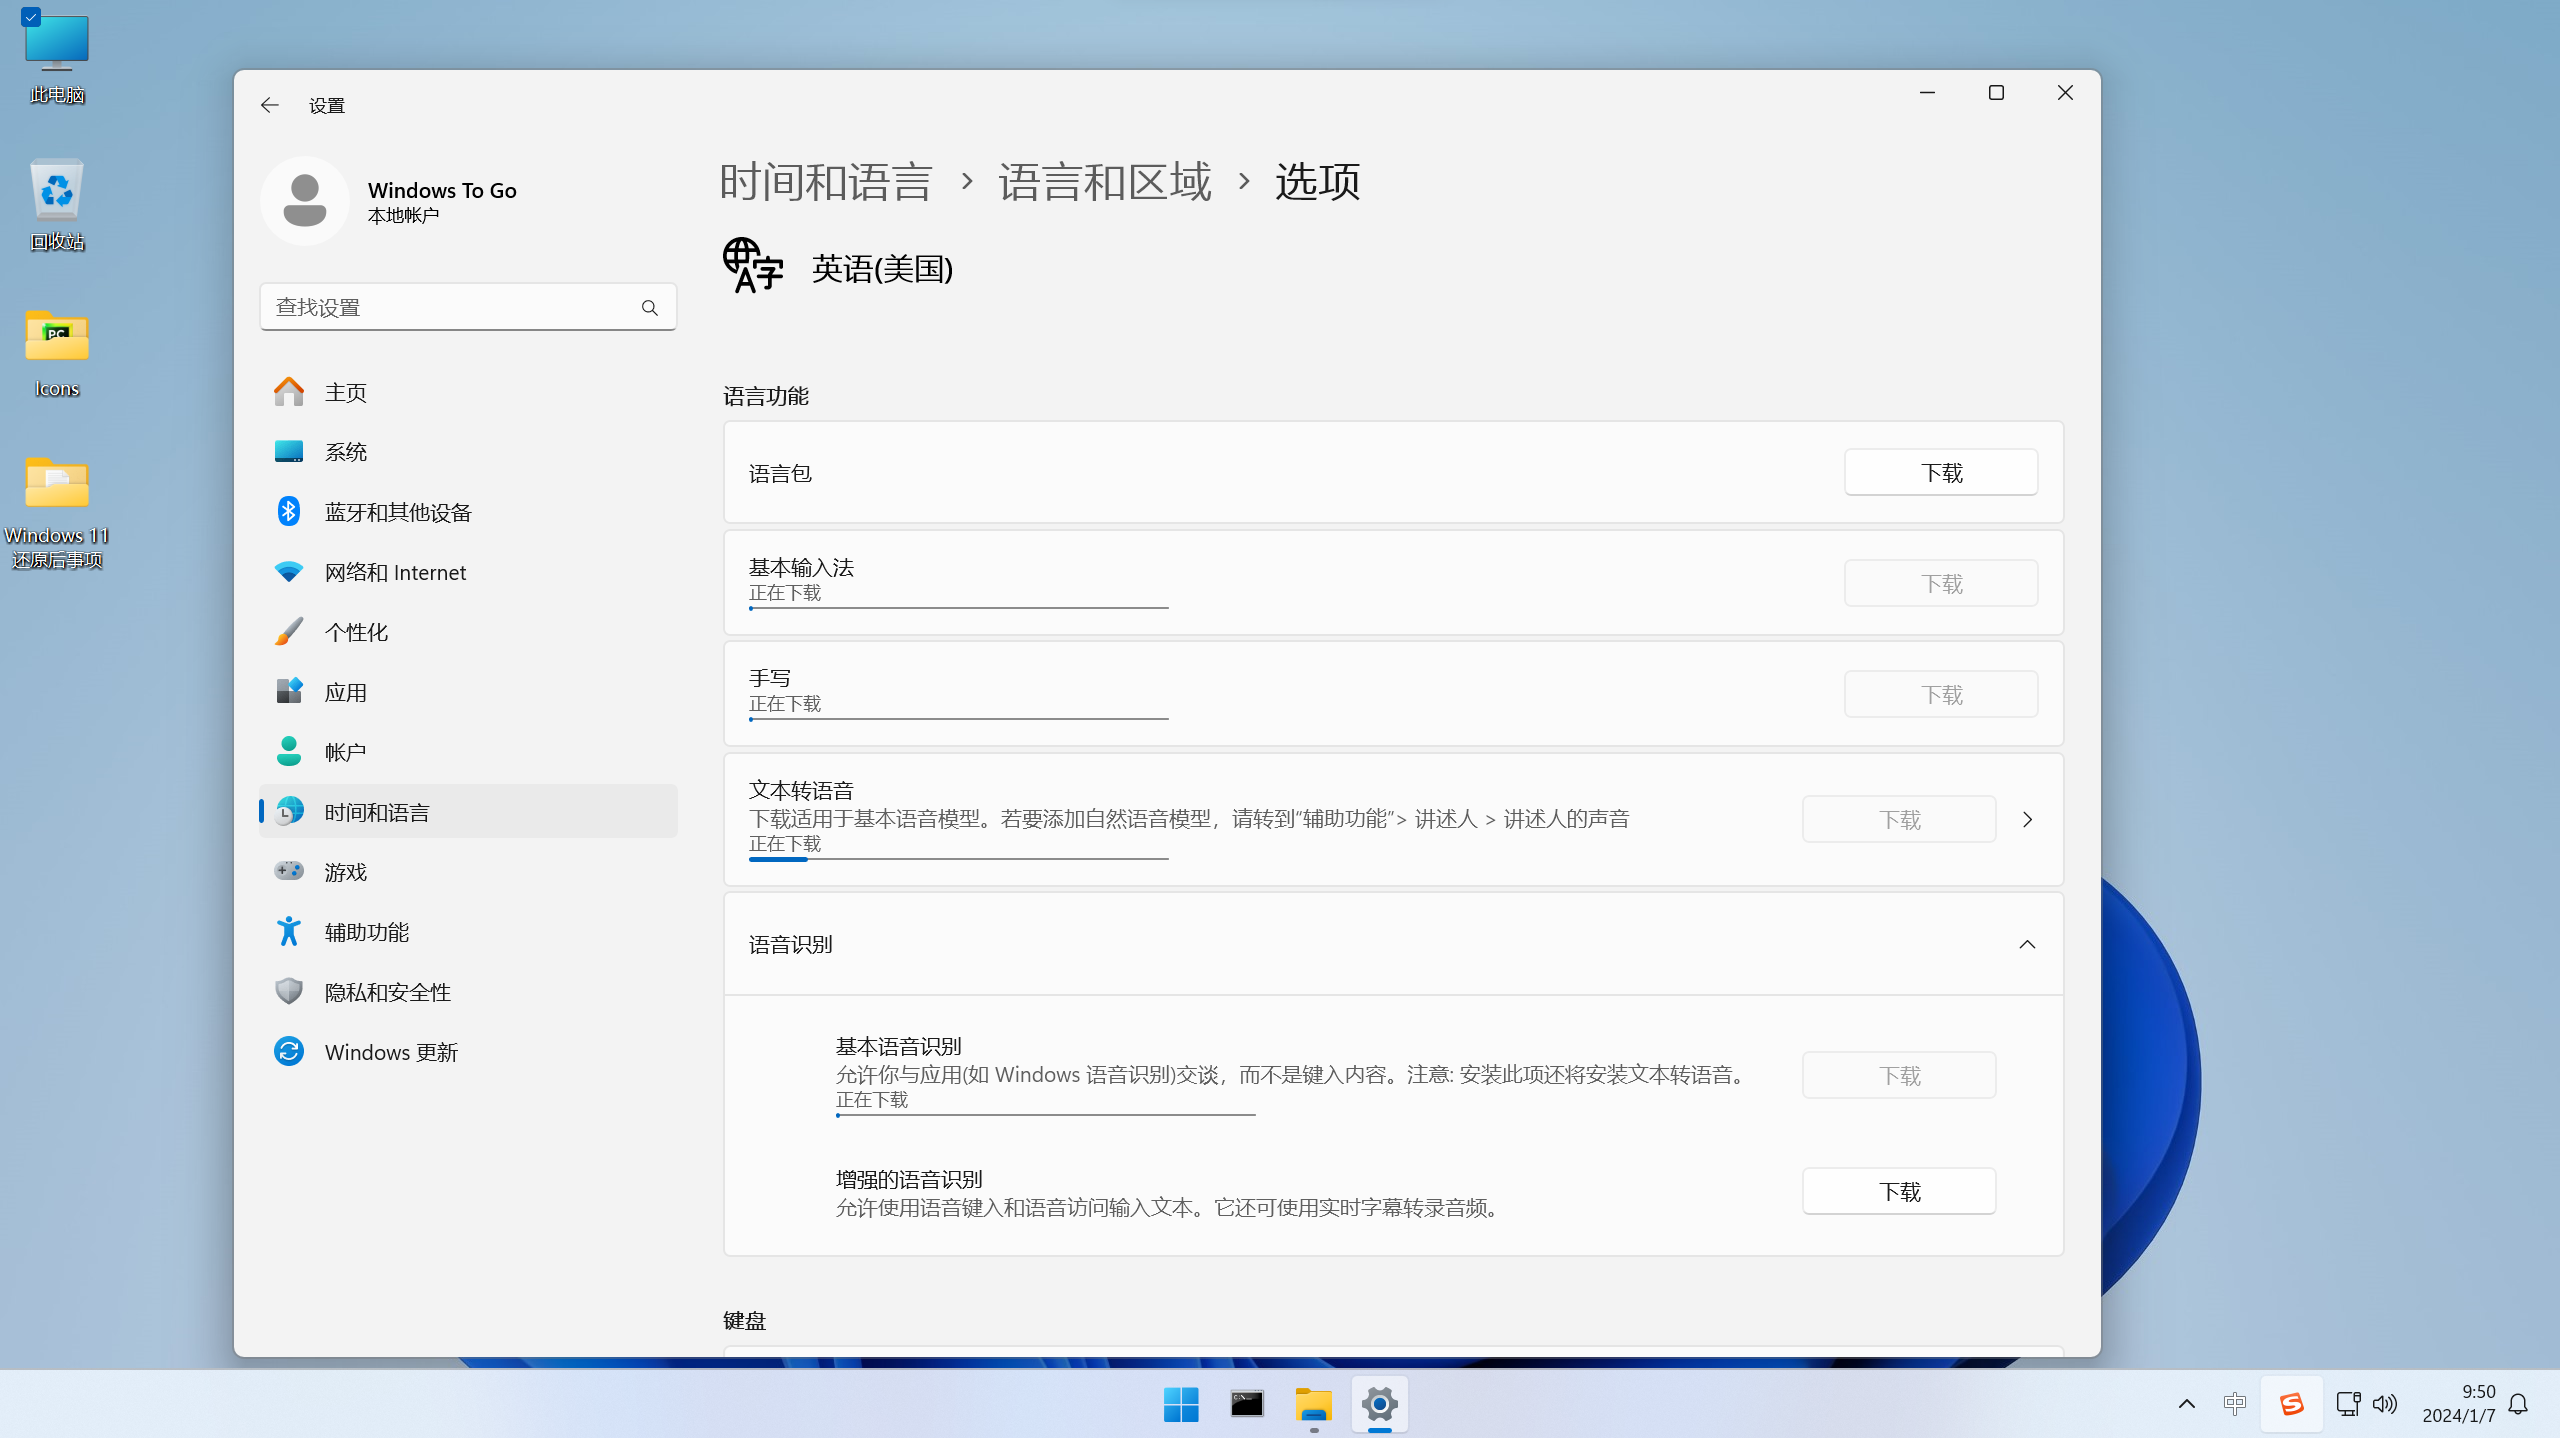 此电脑
回收站
PC
Icons
Windows 11
还原后事项
设置
Windows To Go
本地帐户
查找设置
主页
系统
蓝牙和其他设备
网络和 Internet
个性化
应用
帐户
时间和语言
游戏
辅助功能
隐私和安全性
Windows 更新
时间和语言 › 语言和区域 › 选项
英语(美国)
语言功能
语言包
下载
基本输入法
正在下载
下载
手写
正在下载
下载
文本转语音
下载适用于基本语音模型。若要添加自然语音模型，请转到“辅助功能”> 讲述人 > 讲述人的声音
正在下载
下载
语音识别
基本语音识别
允许你与应用(如 Windows 语音识别)交谈，而不是键入内容。注意: 安装此项还将安装文本转语音。
正在下载
下载
增强的语音识别
允许使用语音键入和语音访问输入文本。它还可使用实时字幕转录音频。
下载
键盘
中
9:50
2024/1/7